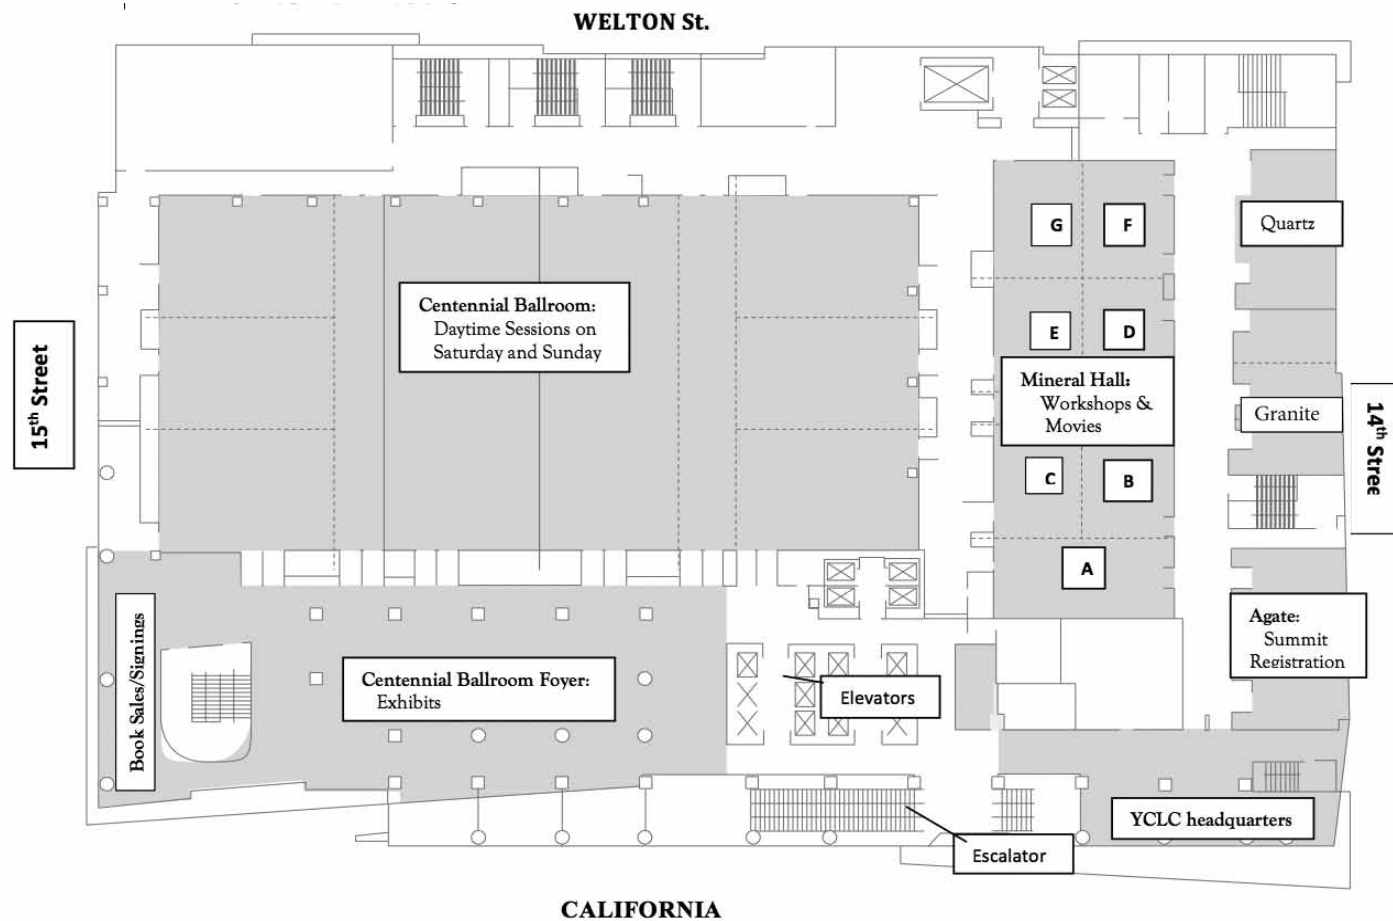 WELTON St.
G
F
Quartz
Centennial Ballroom:
Daytime Sessions on
Saturday and Sunday
E
D
15th Street
Mineral Hall:
Workshops &
Movies
Granite
14th Stree
C
B
A
Book Sales/Signings
Agate:
Summit
Registration
Centennial Ballroom Foyer:
Exhibits
Elevators
YCLC headquarters
Escalator
CALIFORNIA